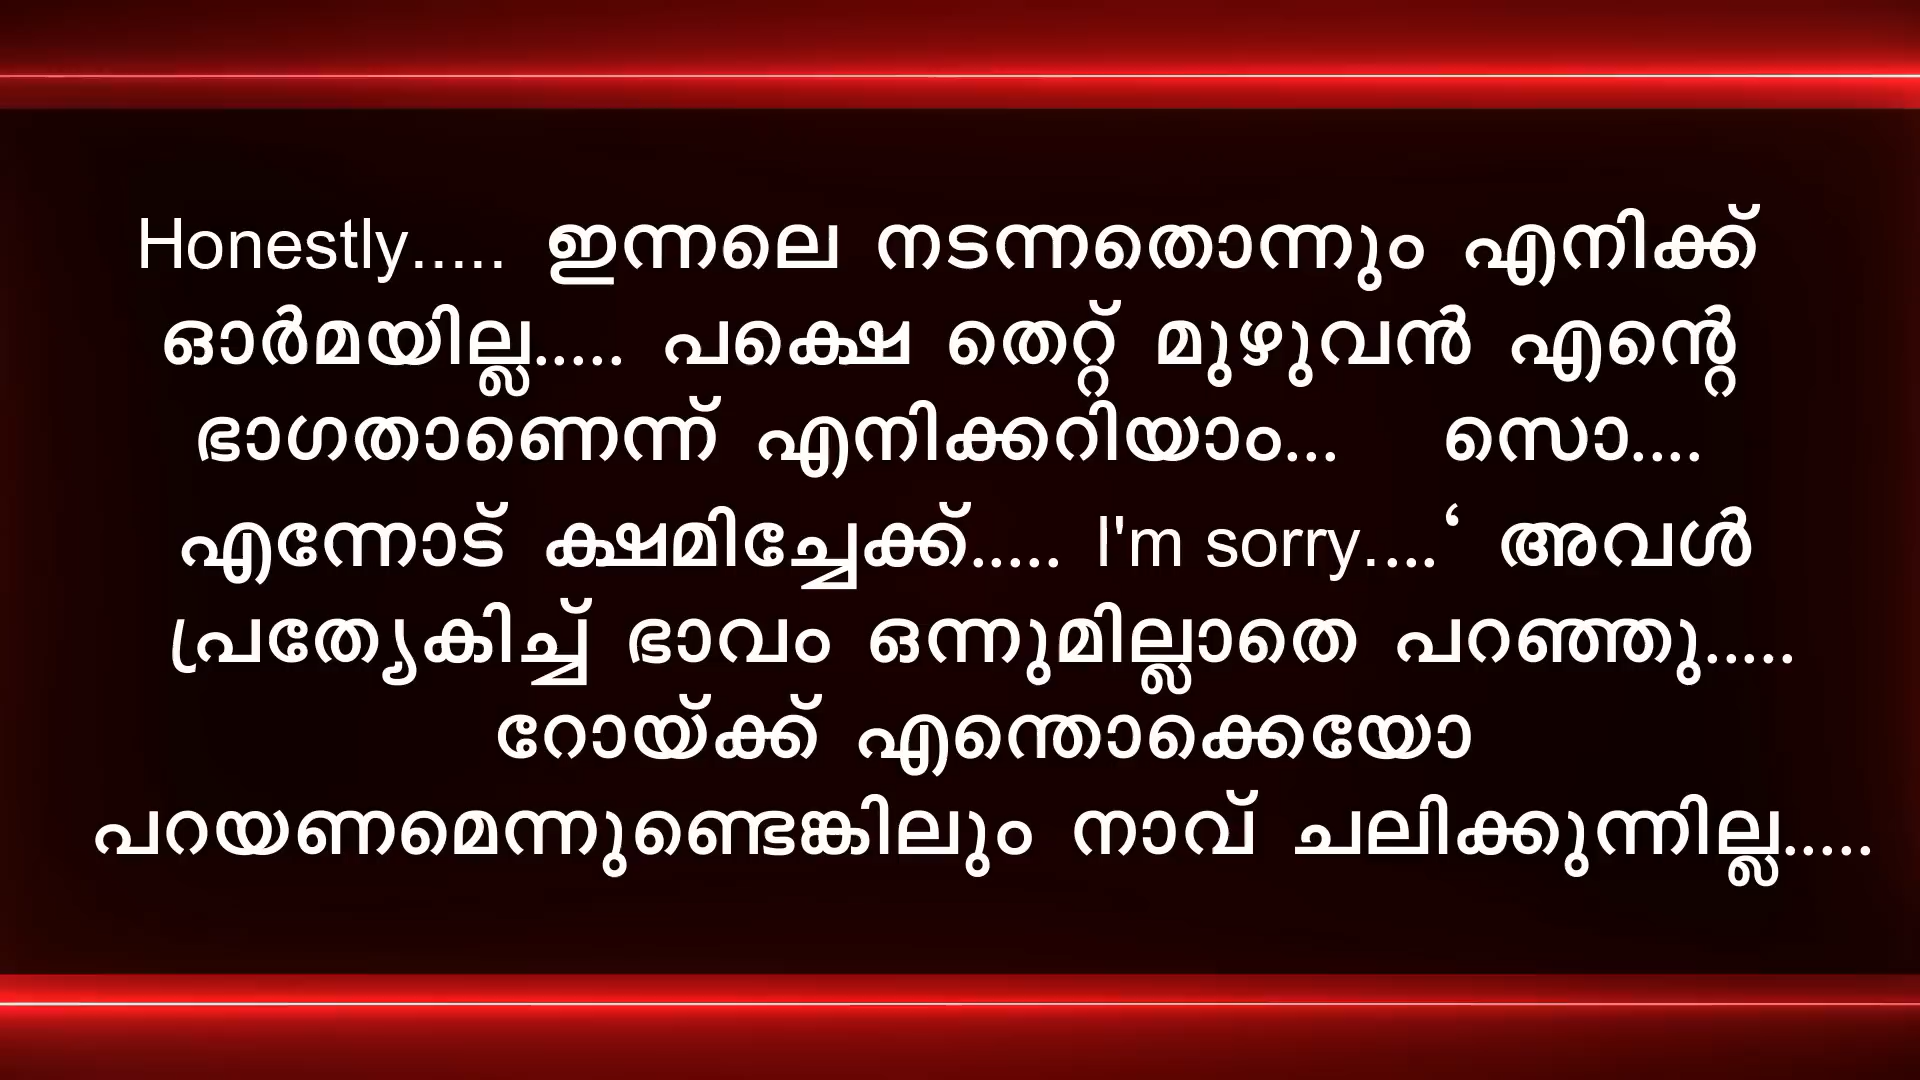 Honestly..... ഇന്നലെ നടന്നതൊന്നും എനിക്ക്
ഓർമയില്ല..... പക്ഷെ തെറ്റ് മുഴുവൻ എന്റെ
ഭാഗതാണെന്ന് എനിക്കറിയാം... സൊ....
എന്നോട് ക്ഷമിച്ചേക്ക്..... I'm sorry....‘ അവൾ
പ്രത്യേകിച്ച് ഭാവം ഒന്നുമില്ലാതെ പറഞ്ഞു.....
റോയ്ക്ക് എന്തൊക്കെയോ
പറയണമെന്നുണ്ടെങ്കിലും നാവ് ചലിക്കുന്നില്ല.....